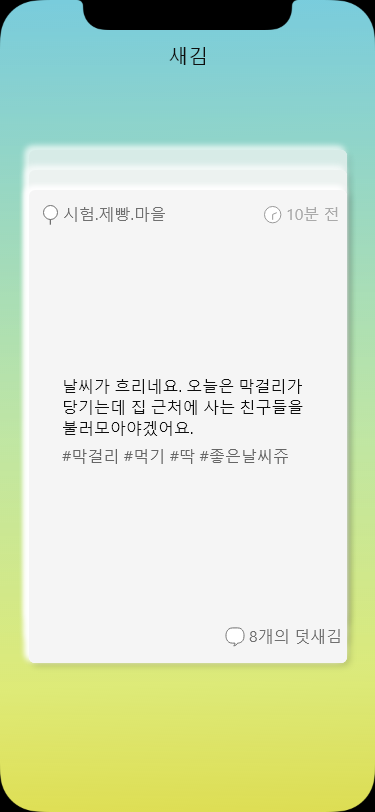 새김
시험.제빵.마을
10분 전
날씨가 흐리네요. 오늘은 막걸리가
당기는데 집 근처에 사는 친구들을
불러모아야겠어요.
#막걸리 #먹기 #딱 #좋은날씨쥬
8개의 덧새김